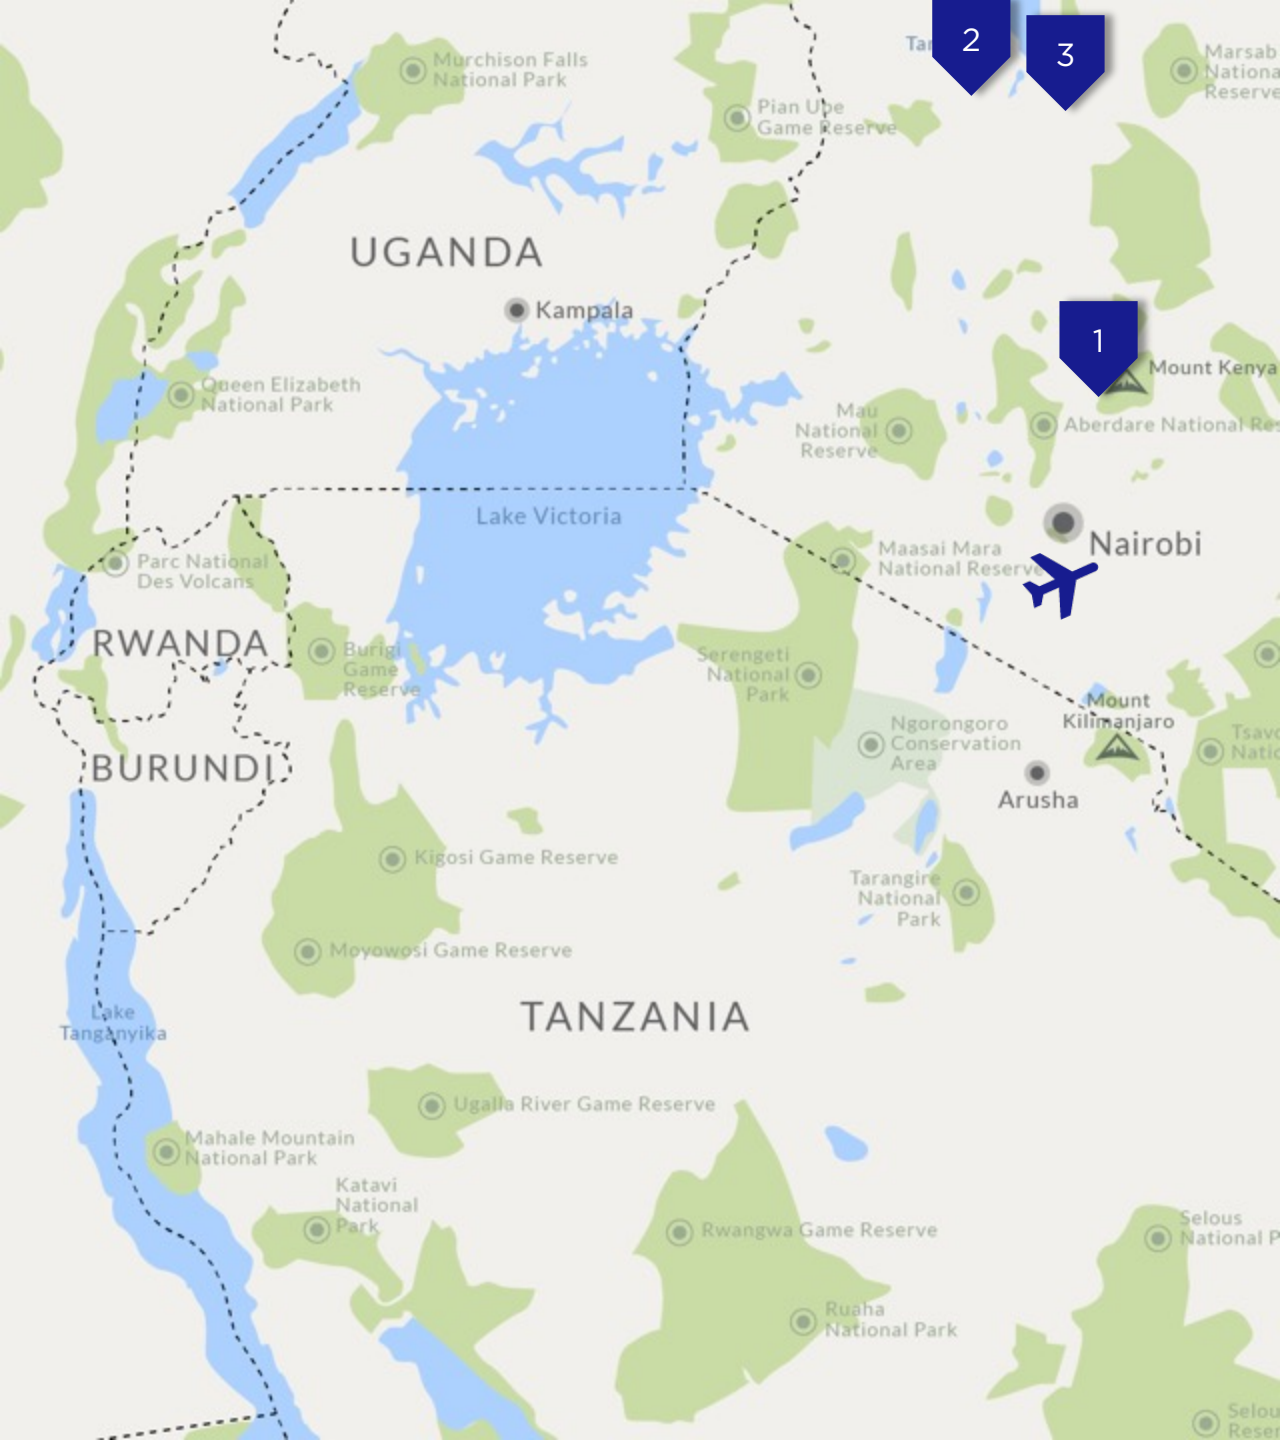 2
3
Murchison Falls
National Park
Marsab
Nationa
Reserve
Pian Upe
Game Reserve
UGANDA
Kampala
1
Mount Kenya
Queen Elizabeth
National Park
Mau
National
Reserve
Aberdare National Res
Lake Victoria
Nairobi
Parc National
Des Volcans
Maasai Mara
National Reserve
RWANDA
Burigi
Game
Reserve
Serengeti
National
Park
Mount
Kilimanjaro
Ngorongoro
Conservation
Area
Tsavo
Natio
BURUNDI
Arusha
Kigosi Game Reserve
Tarangire
National
Park
Moyowosi Game Reserve
Lake
Tanganyika
TANZANIA
Ugalla River Game Reserve
Mahale Mountain
National Park
Katavi
National
Park
Rwangwa Game Reserve
Selous
National P
Ruaha
National Park
Selou
Reser